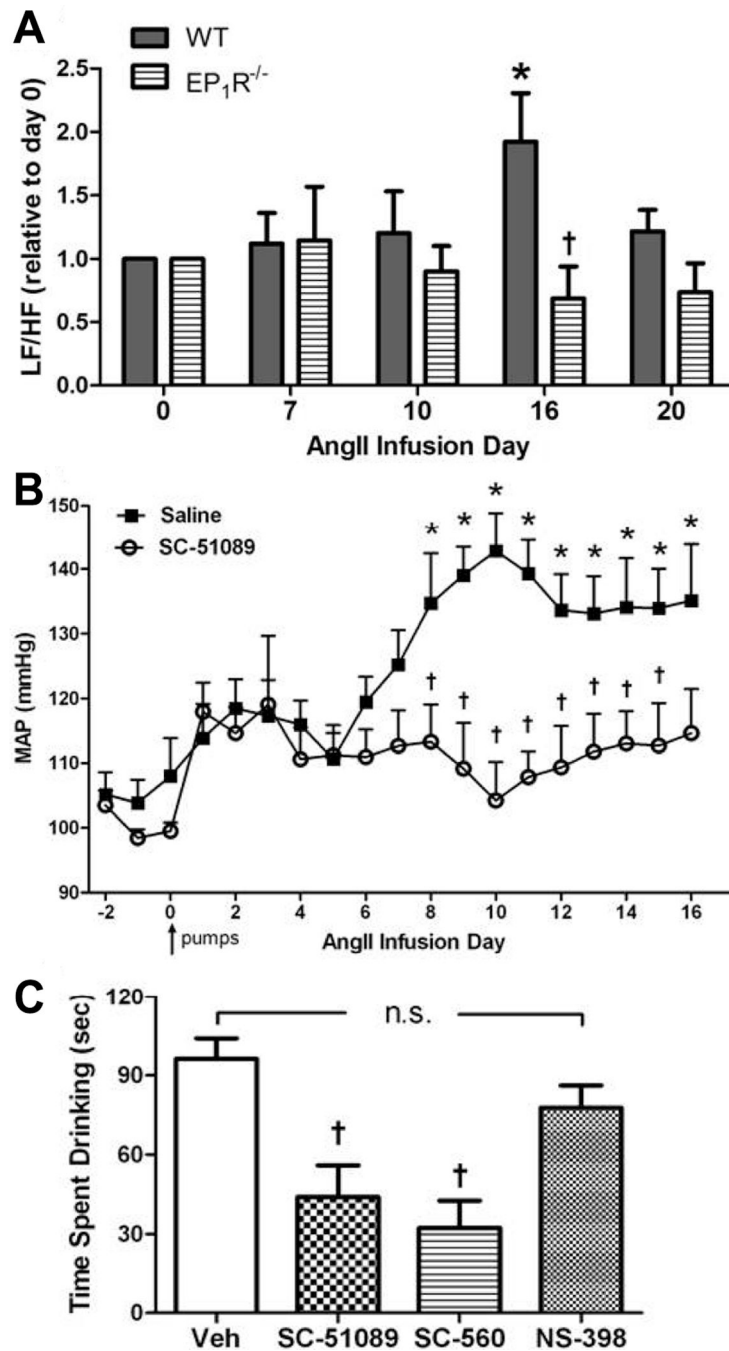 A
WT
EP₁R⁻/⁻
LF/HF (relative to day 0)
2.5
2.0
1.5
1.0
0.5
0.0
*
†
0 7 10 16 20
AngII Infusion Day
B
Saline
SC-51089
MAP (mmHg)
150
140
130
120
110
100
90
* * * * * * * * *
† † † † † † † †
-2 0 2 4 6 8 10 12 14 16
pumps
AngII Infusion Day
C
Time Spent Drinking (sec)
120
90
60
30
0
n.s.
† †
Veh SC-51089 SC-560 NS-398